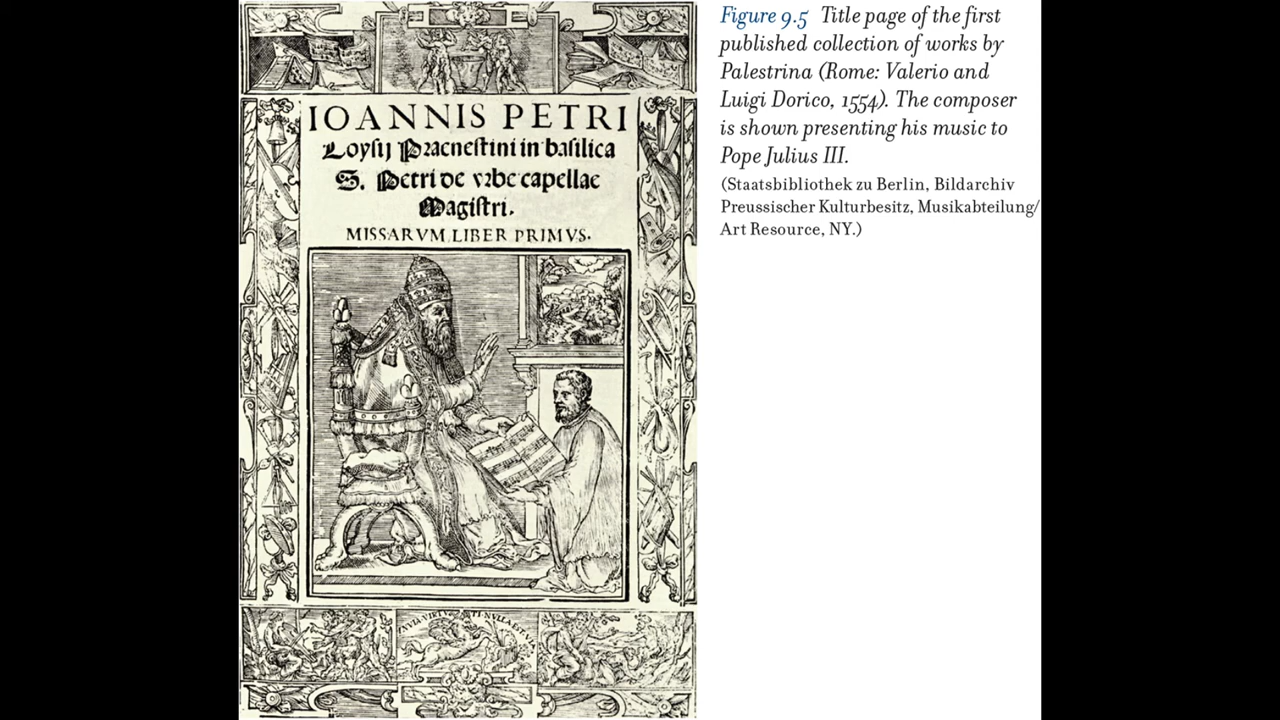 IOANNIS PETRI
Loysij Praenestini in basilica
S. Petri de vrbe capellae
Magistri.
MISSARVM LIBER PRIMVS.
Figure 9.5 Title page of the first
published collection of works by
Palestrina (Rome: Valerio and
Luigi Dorico, 1554). The composer
is shown presenting his music to
Pope Julius III.
(Staatsbibliothek zu Berlin, Bildarchiv
Preussischer Kulturbesitz, Musikabteilung/
Art Resource, NY.)